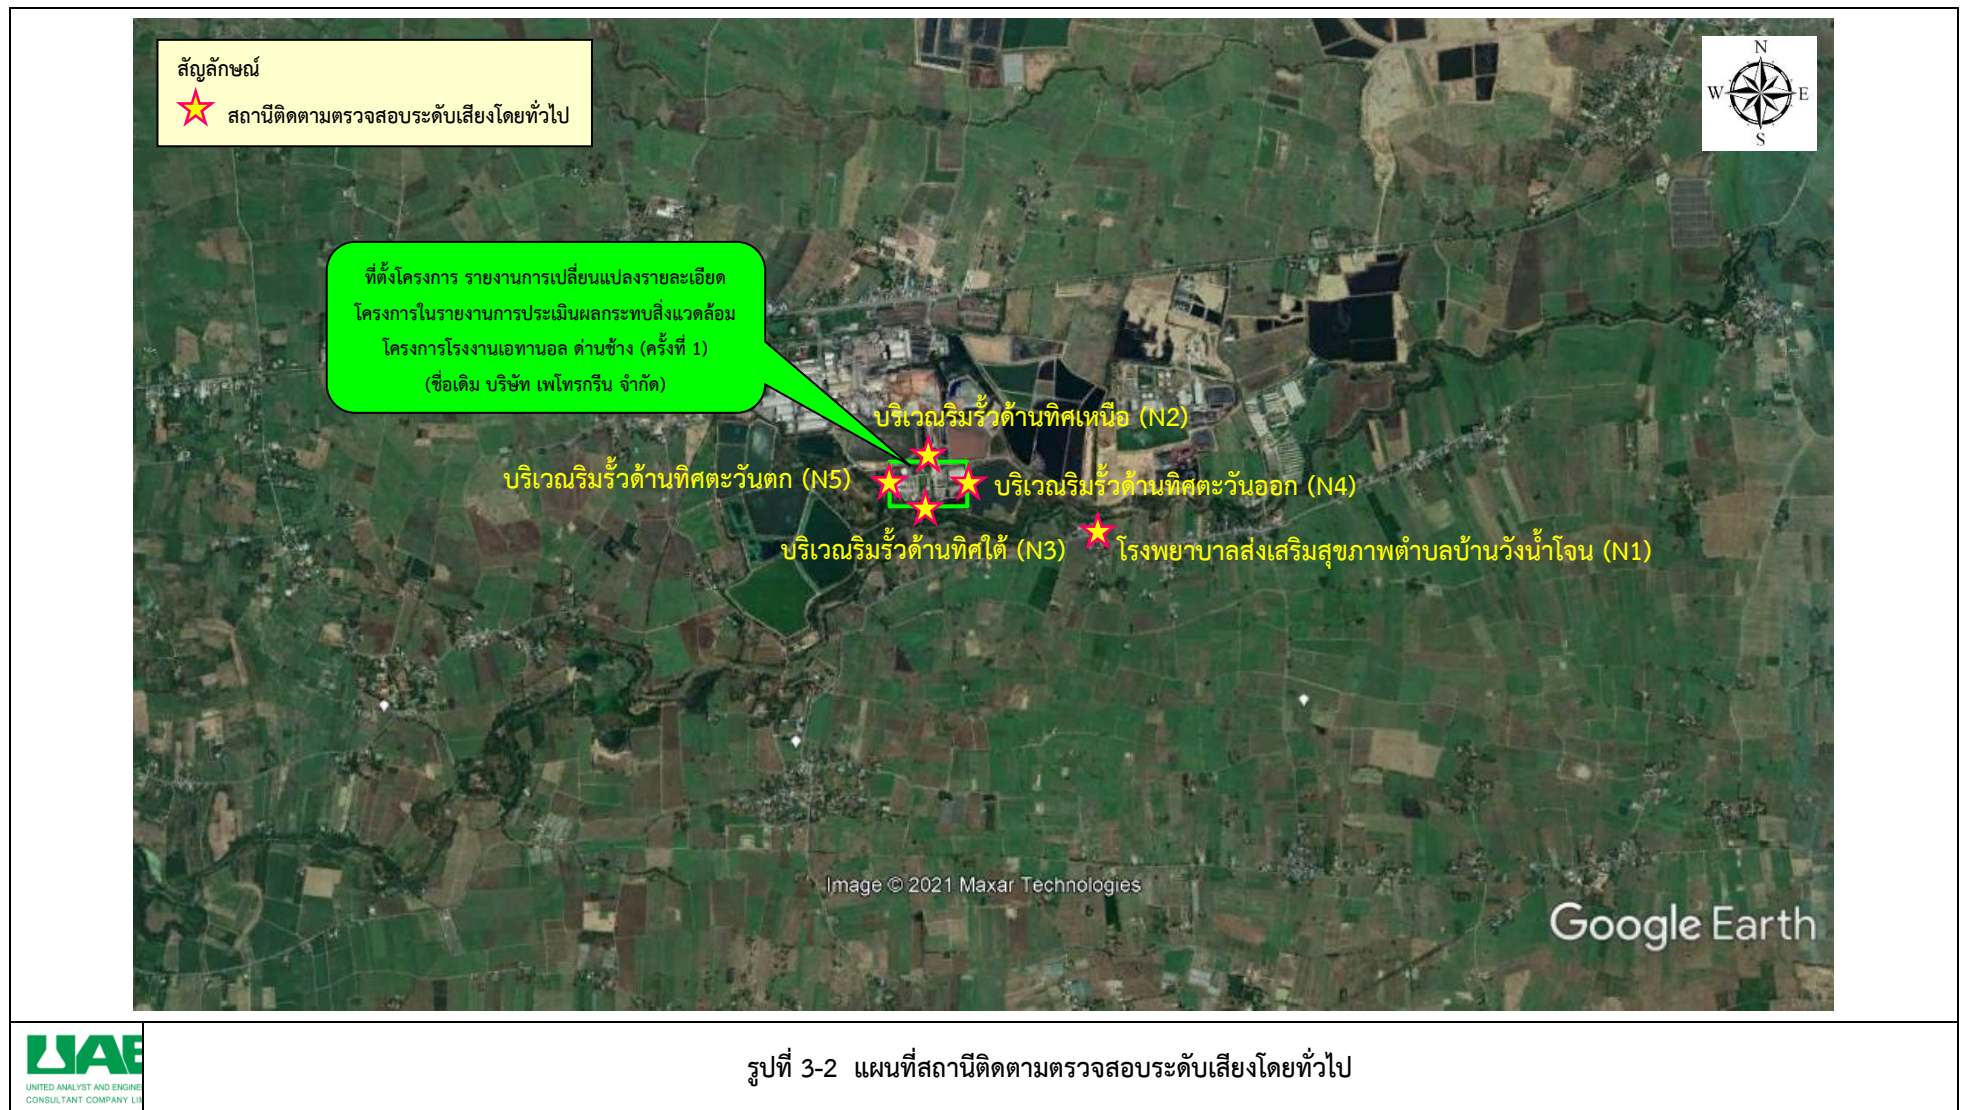 สัญลักษณ์
สถานีติดตามตรวจสอบระดับเสียงโดยทั่วไป
N
W E
S
ที่ตั้งโครงการ รายงานการเปลี่ยนแปลงรายละเอียด
โครงการในรายงานการประเมินผลกระทบสิ่งแวดล้อม
โครงการโรงงานเอทานอล ด่านช้าง (ครั้งที่ 1)
(ชื่อเดิม บริษัท เพโทรกรีน จำกัด)
บริเวณริมรั้วด้านทิศเหนือ (N2)
บริเวณริมรั้วด้านทิศตะวันตก (N5)
บริเวณริมรั้วด้านทิศตะวันออก (N4)
บริเวณริมรั้วด้านทิศใต้ (N3)
โรงพยาบาลส่งเสริมสุขภาพตำบลบ้านวังน้ำโจน (N1)
Image © 2021 Maxar Technologies
Google Earth
UAE
UNITED ANALYST AND ENGINE
CONSULTANT COMPANY LI
รูปที่ 3-2 แผนที่สถานีติดตามตรวจสอบระดับเสียงโดยทั่วไป